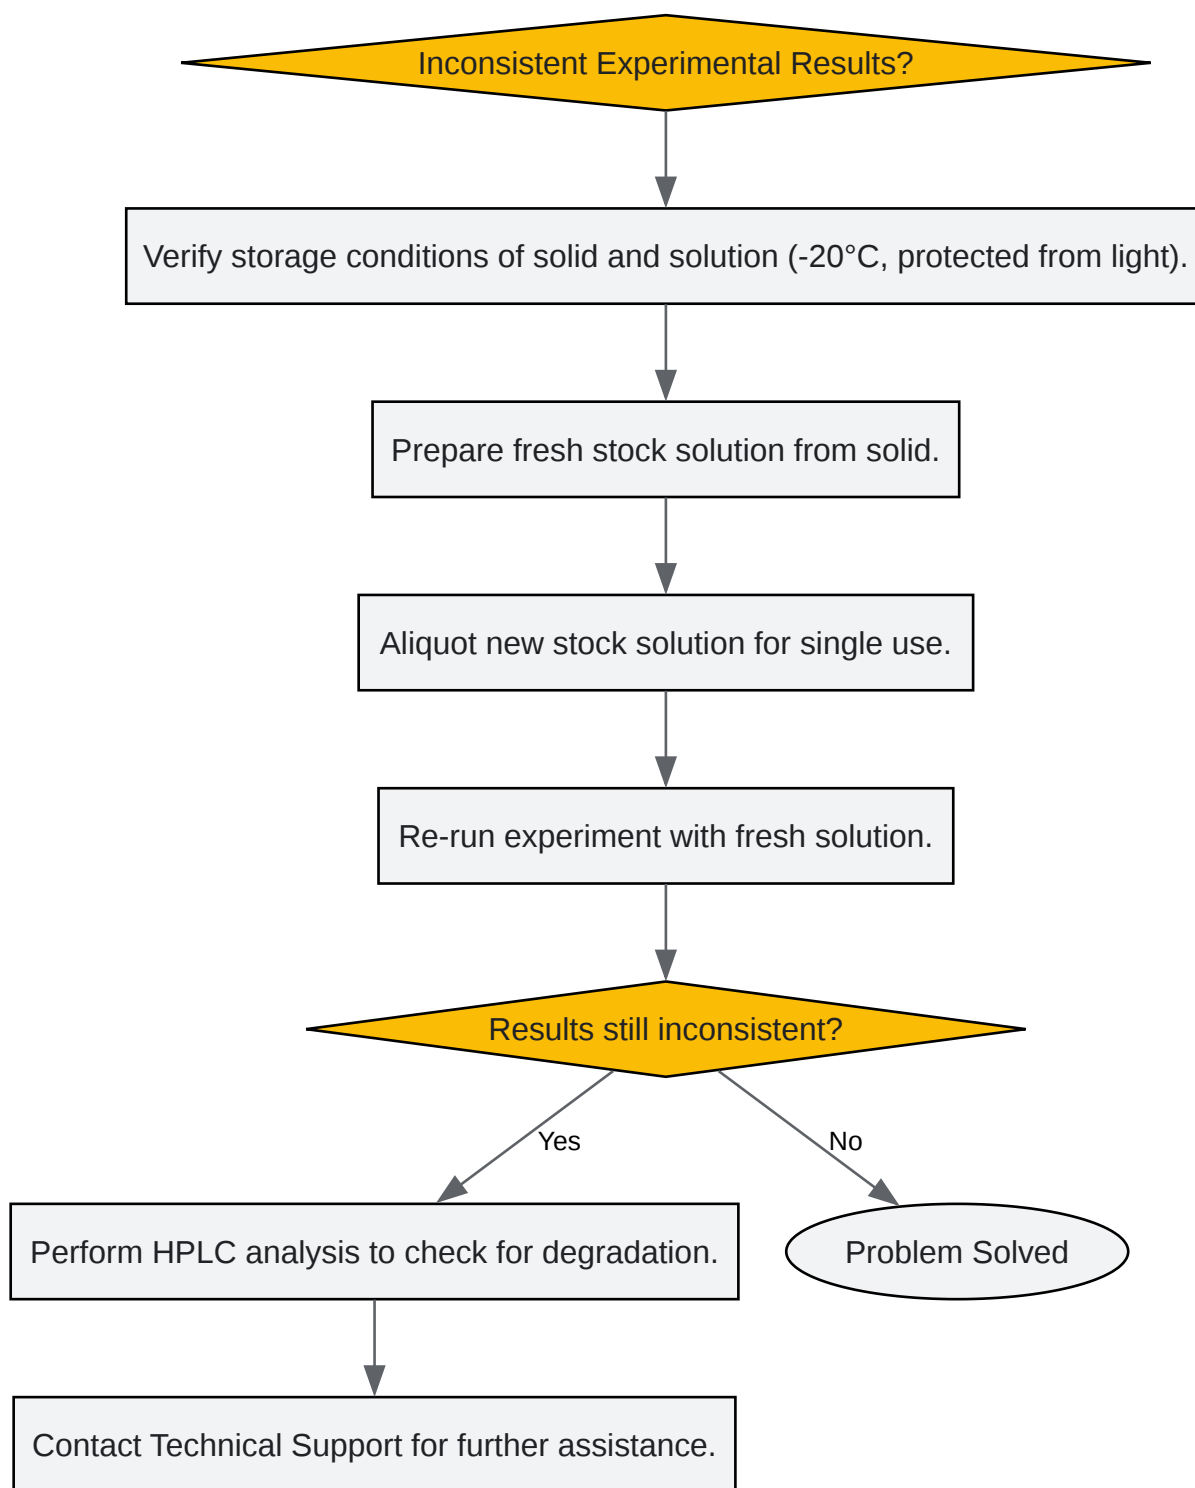 Inconsistent Experimental Results?
Verify storage conditions of solid and solution (-20°C, protected from light).
Prepare fresh stock solution from solid.
Aliquot new stock solution for single use.
Re-run experiment with fresh solution.
Results still inconsistent?
Yes
No
Perform HPLC analysis to check for degradation.
Problem Solved
Contact Technical Support for further assistance.